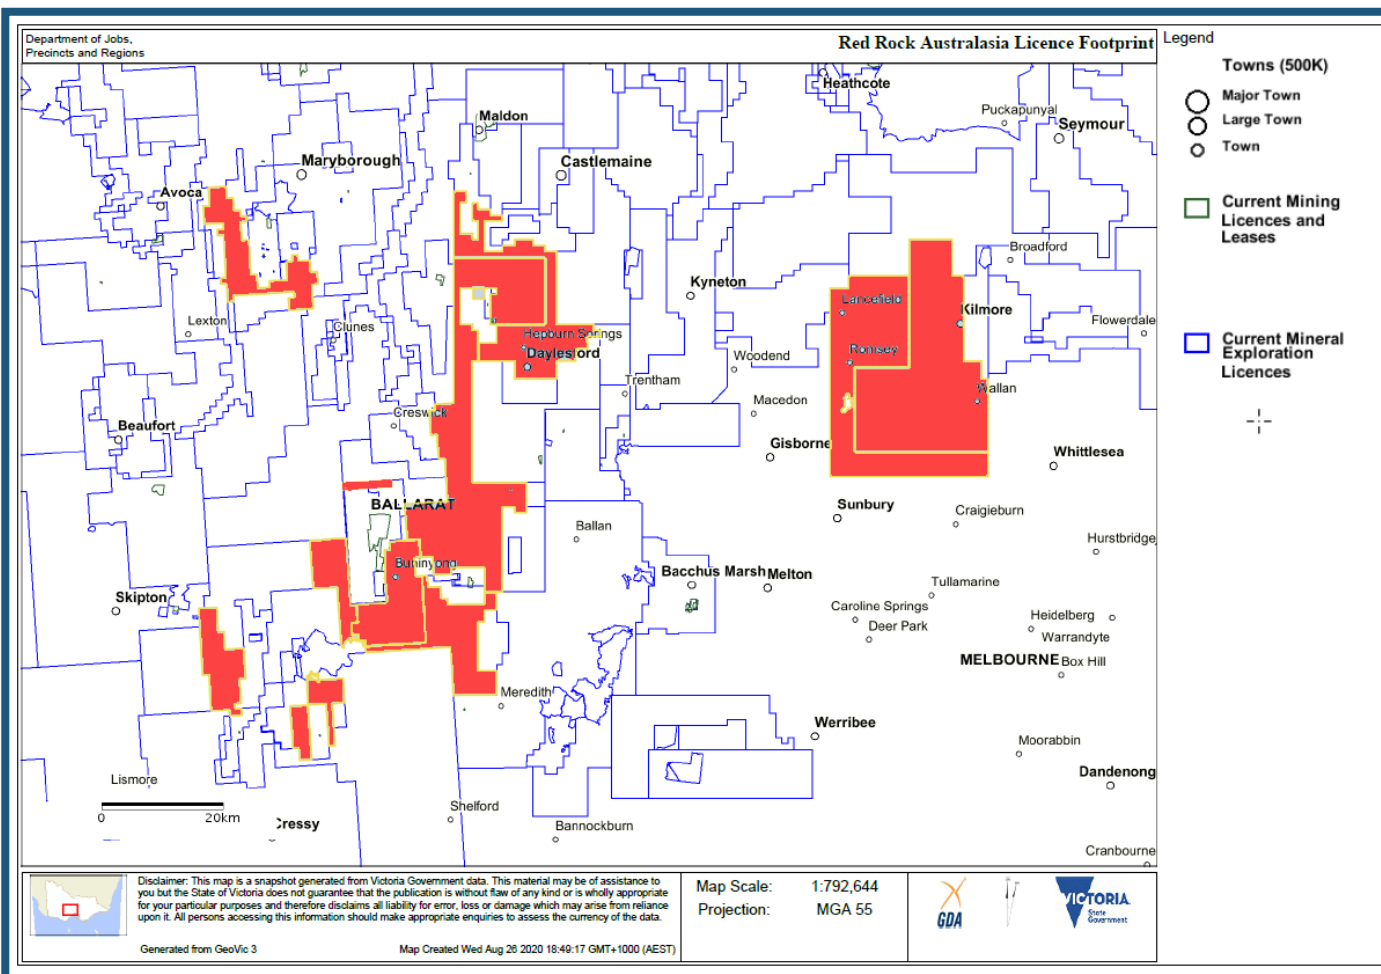 Department of Jobs,
Precincts and Regions
Red Rock Australasia Licence Footprint
Legend
Towns (500K)
Major Town
Large Town
Town
Current Mining
Licences and
Leases
Current Mineral
Exploration
Licences
Heathcote
Puckapunyal
Seymour
Maldon
Maryborough
Castlemaine
Avoca
Broadford
Kyneton
Lancefield
Kilmore
Lexton
Clunes
Flowerdale
Hepburn Springs
Daylesford
Romsey
Woodend
Trentham
Wallan
Macedon
Creswick
Beaufort
Gisborne
Whittlesea
BALLARAT
Sunbury
Craigieburn
Ballan
Hurstbridge
Buninyong
Bacchus Marsh
Melton
Tullamarine
Skipton
Caroline Springs
Heidelberg
Deer Park
Warrandyte
MELBOURNE
Box Hill
Meredith
Werribee
Moorabbin
Dandenong
Lismore
Shelford
0
20km
Cressy
Bannockburn
Cranbourne
Disclaimer: This map is a snapshot generated from Victoria Government data. This material may be of assistance to
you but the State of Victoria does not guarantee that the publication is without flaw of any kind or is wholly appropriate
for your particular purposes and therefore disclaims all liability for error, loss or damage which may arise from reliance
upon it. All persons accessing this information should make appropriate enquiries to assess the currency of the data.
Generated from GeoVic 3
Map Created Wed Aug 26 2020 18:49:17 GMT+1000 (AEST)
Map Scale: 1:792,644
Projection: MGA 55
GDA
VICTORIA
State
Government